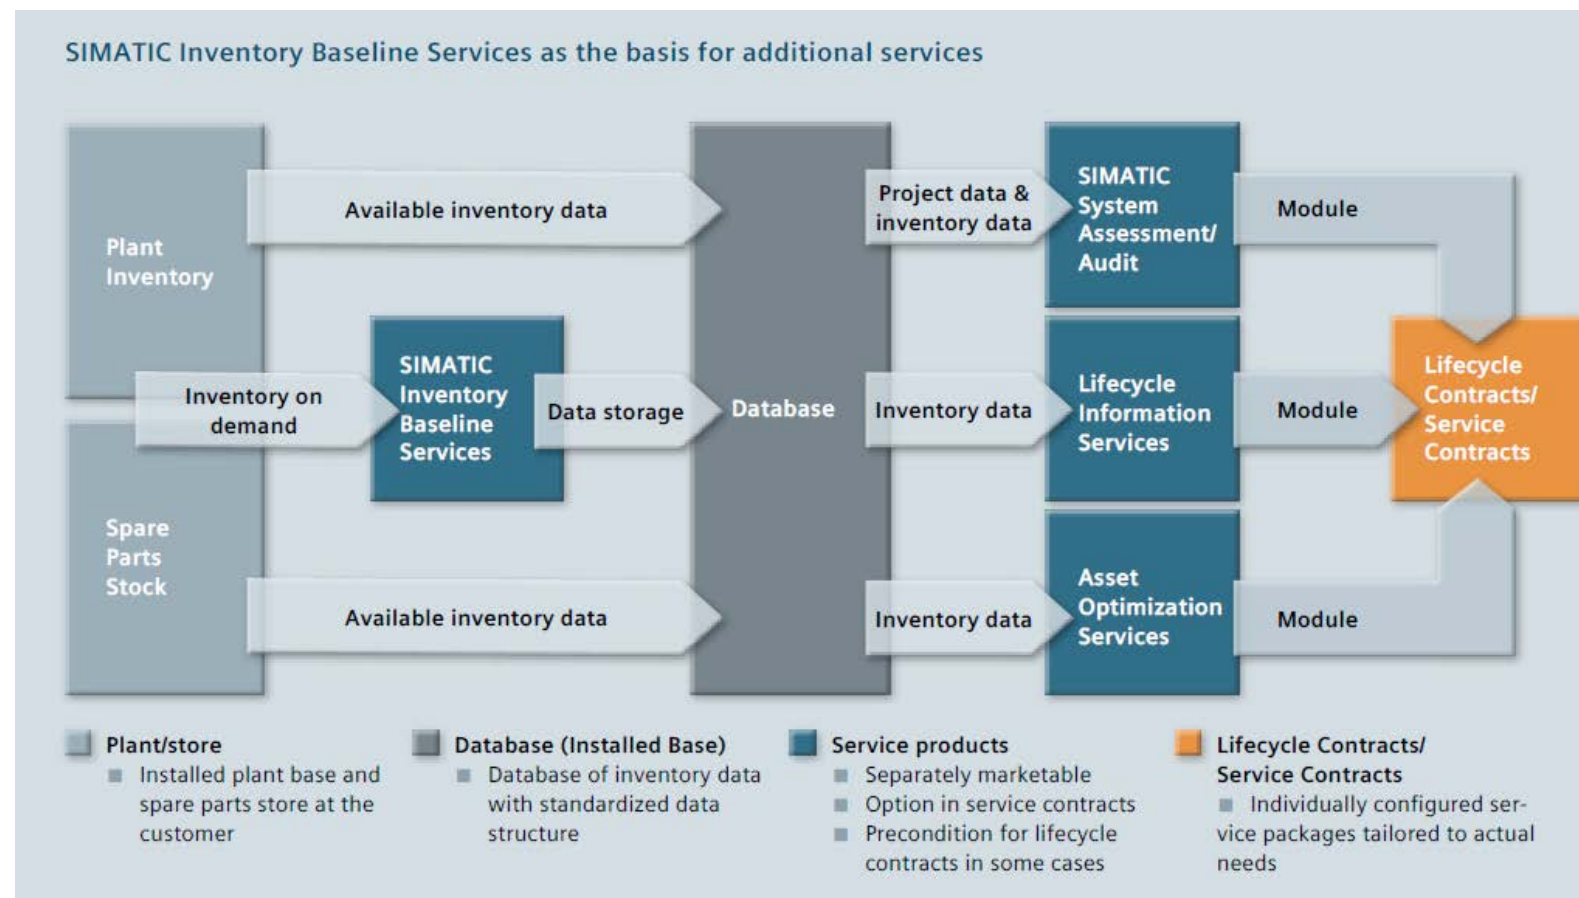 SIMATIC Inventory Baseline Services as the basis for additional services
Plant
Inventory
Available inventory data
Inventory on
demand
SIMATIC
Inventory
Baseline
Services
Data storage
Spare
Parts
Stock
Available inventory data
Database
Project data &
inventory data
SIMATIC
System
Assessment/
Audit
Module
Inventory data
Lifecycle
Information
Services
Module
Inventory data
Asset
Optimization
Services
Module
Lifecycle
Contracts/
Service
Contracts
Plant/store
Installed plant base and
spare parts store at the
customer
Database (Installed Base)
Database of inventory data
with standardized data
structure
Service products
Separately marketable
Option in service contracts
Precondition for lifecycle
contracts in some cases
Lifecycle Contracts/
Service Contracts
Individually configured ser-
vice packages tailored to actual
needs